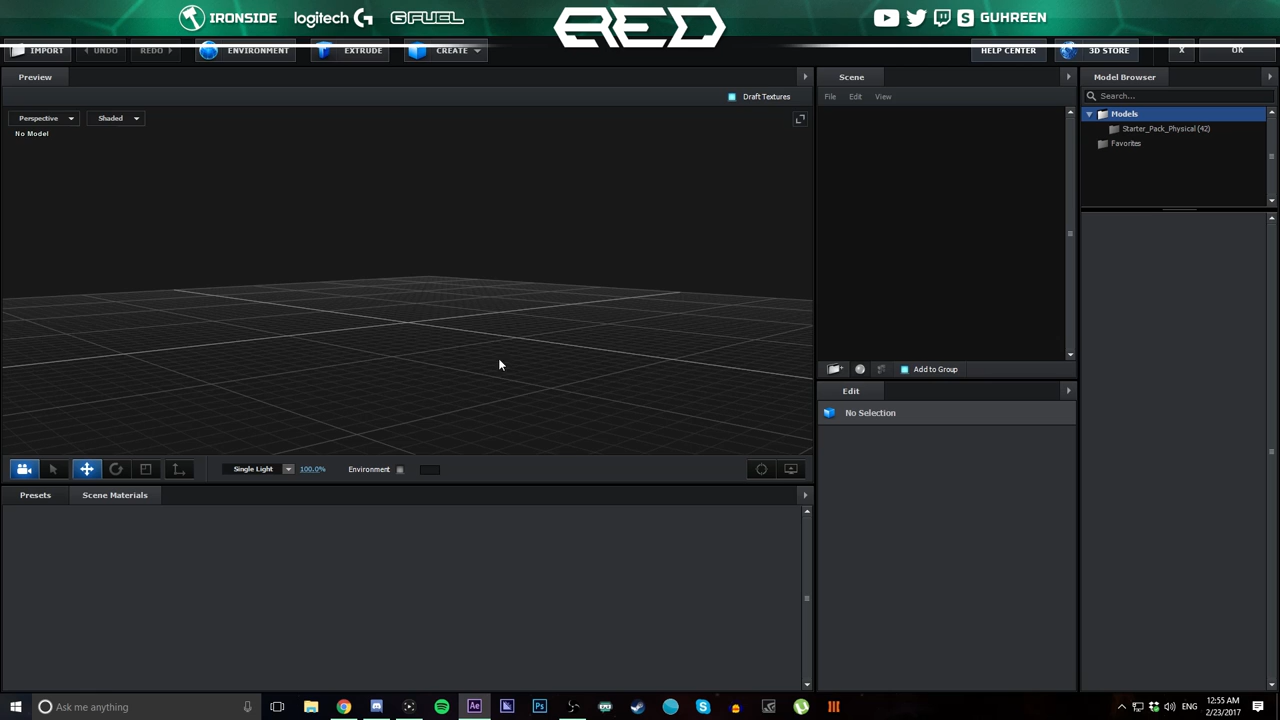 IRONSIDE
logitech G
GFUEL
RED
GUHREEN
IMPORT
UNDO
REDO
ENVIRONMENT
EXTRUDE
CREATE
HELP CENTER
3D STORE
X
OK
Preview
Draft Textures
Perspective
Shaded
No Model
Single Light
100.0%
Environment
Presets
Scene Materials
Scene
File Edit View
Add to Group
Edit
No Selection
Model Browser
Search...
Models
Starter_Pack_Physical (42)
Favorites
Ask me anything
Ae
Ps
ENG
12:55 AM
2/23/2017